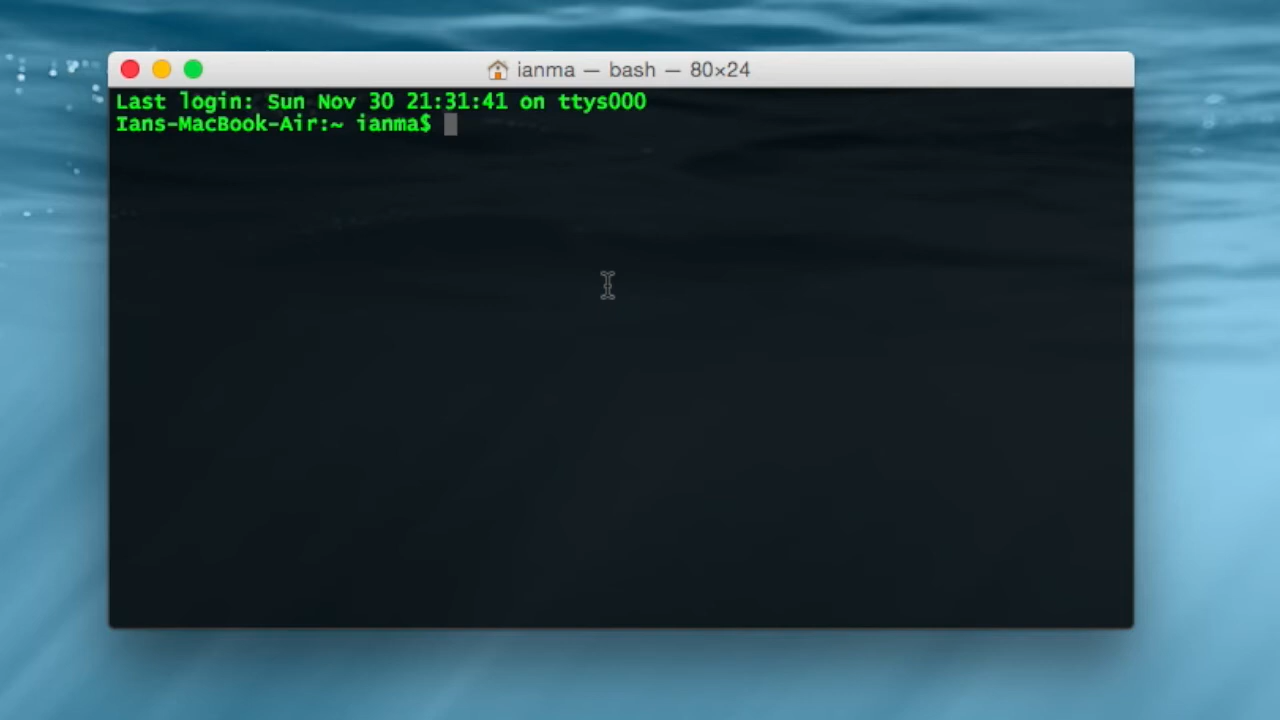 ianma — bash — 80×24
Last login: Sun Nov 30 21:31:41 on ttys000
Ians-MacBook-Air:~ ianma$